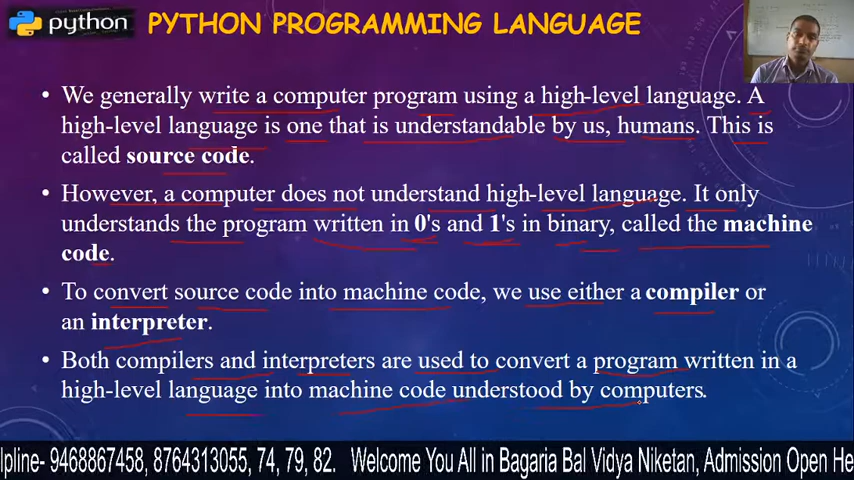 python
PYTHON PROGRAMMING LANGUAGE
• We generally write a computer program using a high-level language. A
high-level language is one that is understandable by us, humans. This is
called source code.
• However, a computer does not understand high-level language. It only
understands the program written in 0's and 1's in binary, called the machine
code.
• To convert source code into machine code, we use either a compiler or
an interpreter.
• Both compilers and interpreters are used to convert a program written in a
high-level language into machine code understood by computers.
lpline- 9468867458, 8764313055, 74, 79, 82. Welcome You All in Bagaria Bal Vidya Niketan, Admission Open He